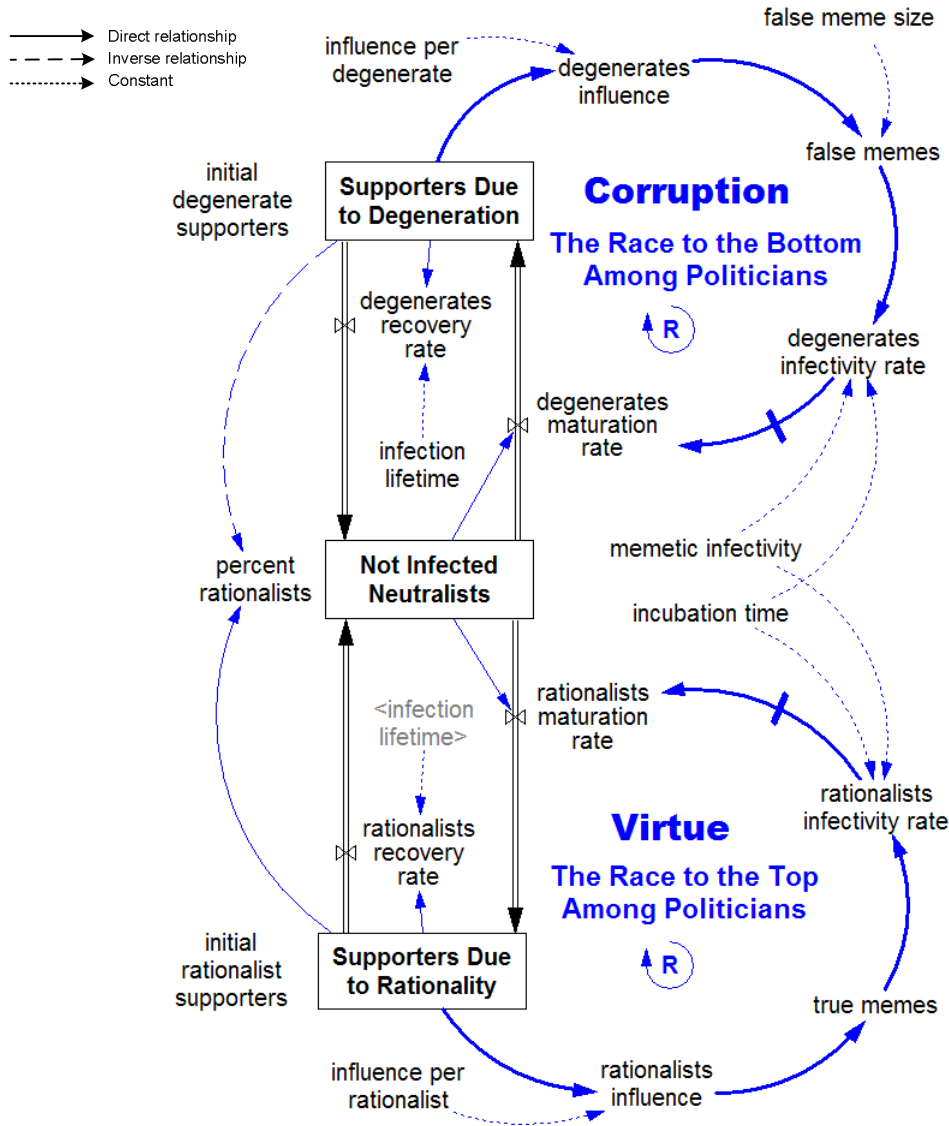 Direct relationship
Inverse relationship
Constant
false meme size
influence per
degenerate
degenerates
influence
false memes
initial
degenerate
supporters
Supporters Due
to Degeneration
Corruption
The Race to the Bottom
Among Politicians
R
degenerates
recovery
rate
degenerates
infectivity rate
degenerates
maturation
rate
infection
lifetime
memetic infectivity
percent
rationalists
Not Infected
Neutralists
incubation time
rationalists
maturation
rate
<infection
lifetime>
rationalists
infectivity rate
rationalists
recovery
rate
Virtue
The Race to the Top
Among Politicians
R
initial
rationalist
supporters
Supporters Due
to Rationality
true memes
influence per
rationalist
rationalists
influence